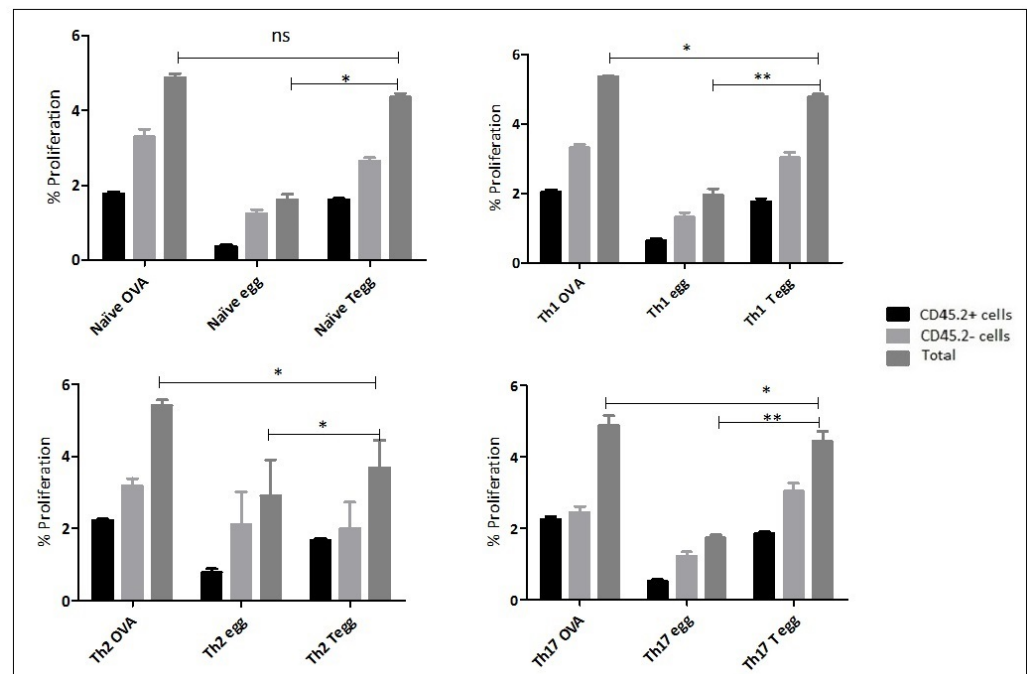 6
4
2
0
% Proliferation
ns
*
Naïve OVA
Naïve egg
Naïve Tegg
6
4
2
0
% Proliferation
*
**
Th1 OVA
Th1 egg
Th1 T egg
CD45.2+ cells
CD45.2- cells
Total
6
4
2
0
% Proliferation
*
*
Th2 OVA
Th2 egg
Th2 Tegg
6
4
2
0
% Proliferation
*
**
Th17 OVA
Th17 egg
Th17 T egg